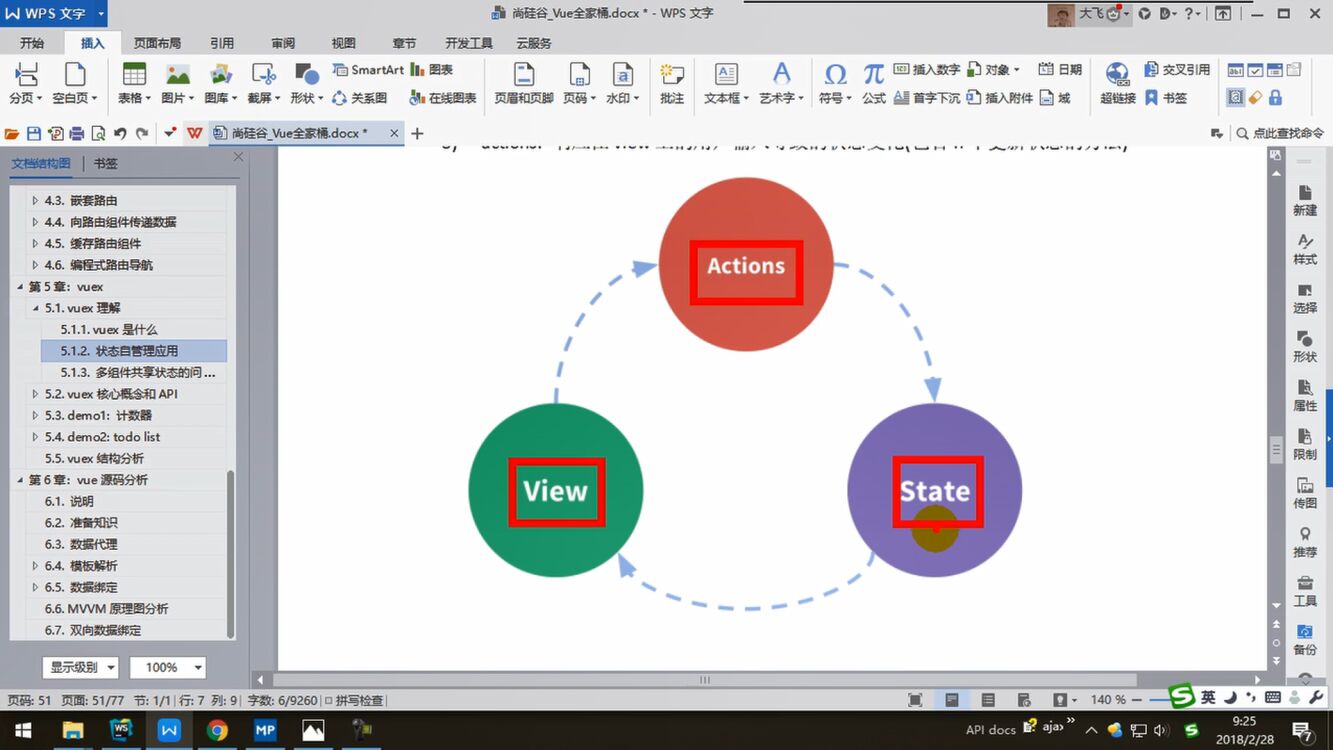 WPS 文字
尚硅谷_Vue全家桶.docx * - WPS 文字
大飞
开始 插入 页面布局 引用 审阅 视图 章节 开发工具 云服务
SmartArt 图表 插入数字 对象 日期 交叉引用
分页 空白页 表格 图片 图库 截屏 形状 关系图 在线图表 页眉和页脚 页码 水印 批注 文本框 艺术字 符号 公式 首字下沉 插入附件 域 超链接 书签
尚硅谷_Vue全家桶.docx *
点此查找命令
文档结构图 书签
4.3. 嵌套路由
4.4. 向路由组件传递数据
4.5. 缓存路由组件
4.6. 编程式路由导航
第 5 章：vuex
5.1. vuex 理解
5.1.1. vuex 是什么
5.1.2. 状态自管理应用
5.1.3. 多组件共享状态的问 ...
5.2. vuex 核心概念和 API
5.3. demo1：计数器
5.4. demo2: todo list
5.5. vuex 结构分析
第 6 章：vue 源码分析
6.1. 说明
6.2. 准备知识
6.3. 数据代理
6.4. 模板解析
6.5. 数据绑定
6.6. MVVM 原理图分析
6.7. 双向数据绑定
显示级别 100%
Actions
View
State
新建
样式
选择
形状
属性
限制
传图
推荐
工具
备份
页码: 51 页面: 51/77 节: 1/1 行: 7 列: 9 字数: 6/9260 拼写检查
140 %
英
API docs
ajax
9:25
2018/2/28
7